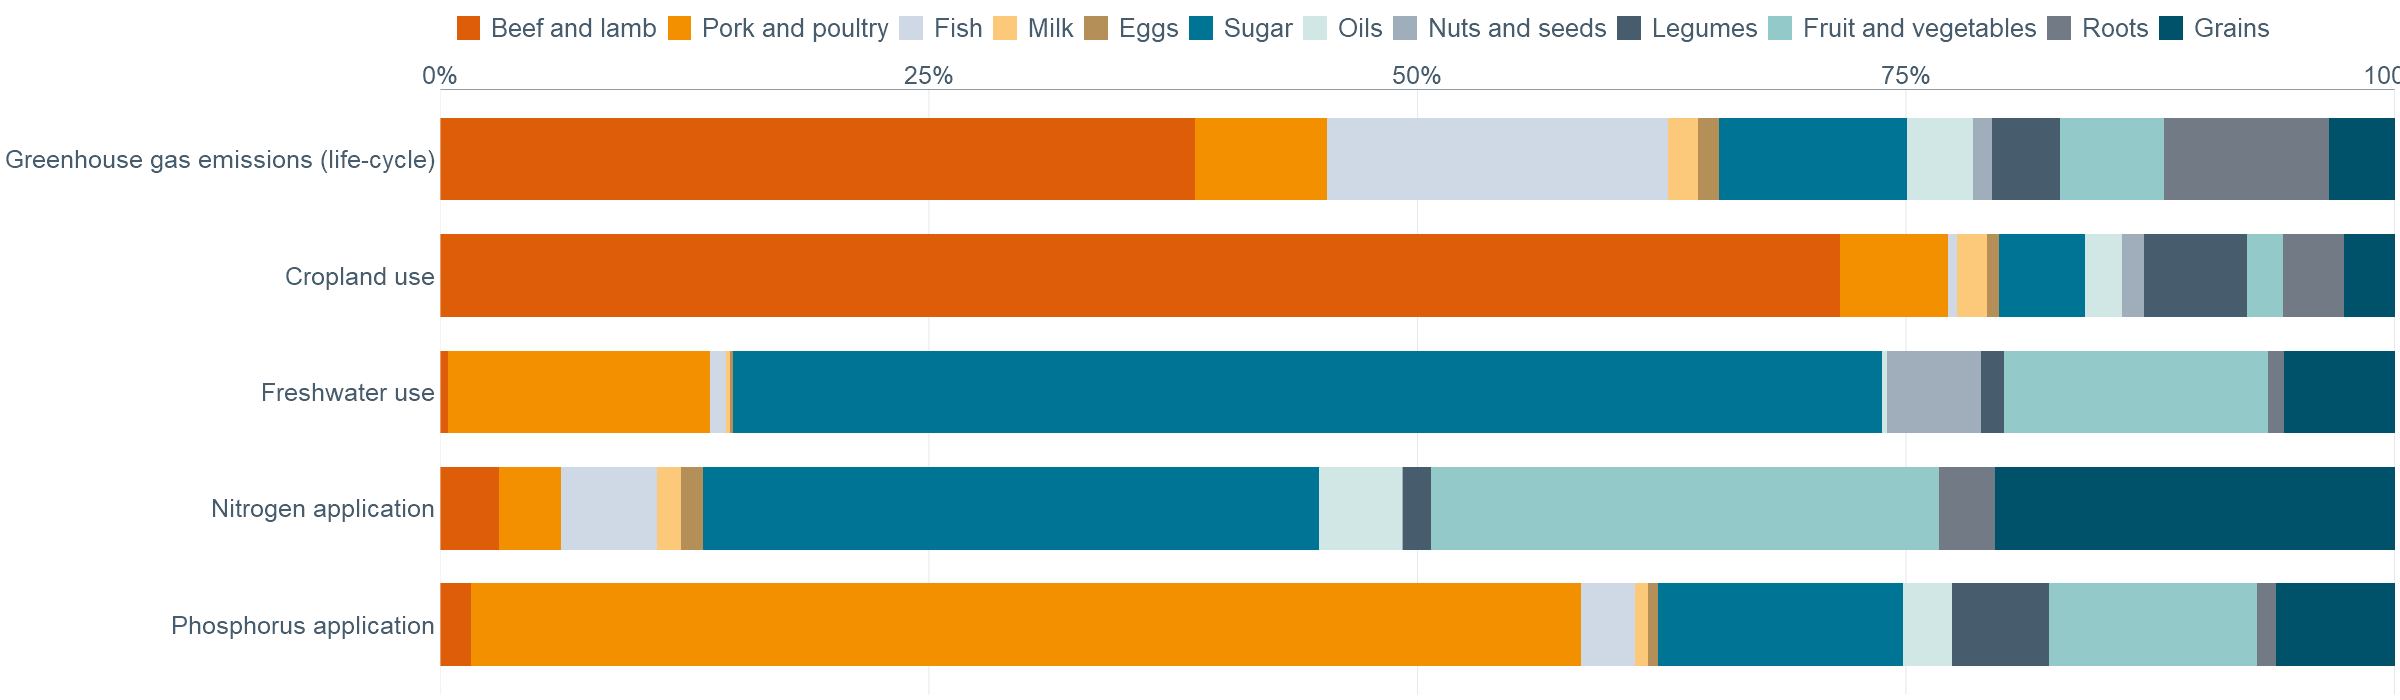 Beef and lamb Pork and poultry Fish Milk Eggs Sugar Oils Nuts and seeds Legumes Fruit and vegetables Roots Grains
0% 25% 50% 75% 100
Greenhouse gas emissions (life-cycle)
Cropland use
Freshwater use
Nitrogen application
Phosphorus application